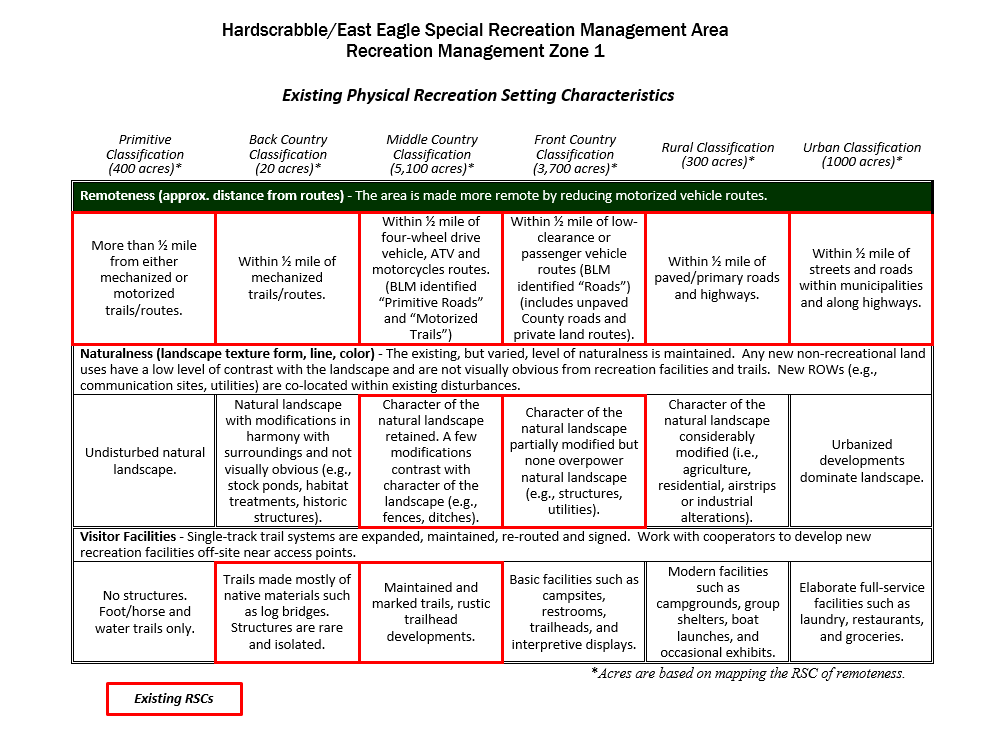 Hardscrabble/East Eagle Special Recreation Management Area
Recreation Management Zone 1
Existing Physical Recreation Setting Characteristics
Primitive
Classification
(400 acres)*
Back Country
Classification
(20 acres)*
Middle Country
Classification
(5,100 acres)*
Front Country
Classification
(3,700 acres)*
Rural Classification
(300 acres)*
Urban Classification
(1000 acres)*
Remoteness (approx. distance from routes) - The area is made more remote by reducing motorized vehicle routes.
More than ½ mile
from either
mechanized or
motorized
trails/routes.
Within ½ mile of
mechanized
trails/routes.
Within ½ mile of
four-wheel drive
vehicle, ATV and
motorcycles routes.
(BLM identified
“Primitive Roads”
and “Motorized
Trails”)
Within ½ mile of low-
clearance or
passenger vehicle
routes (BLM
identified “Roads”)
(includes unpaved
County roads and
private land routes).
Within ½ mile of
paved/primary roads
and highways.
Within ½ mile of
streets and roads
within municipalities
and along highways.
Naturalness (landscape texture form, line, color) - The existing, but varied, level of naturalness is maintained. Any new non-recreational land
uses have a low level of contrast with the landscape and are not visually obvious from recreation facilities and trails. New ROWs (e.g.,
communication sites, utilities) are co-located within existing disturbances.
Undisturbed natural
landscape.
Natural landscape
with modifications in
harmony with
surroundings and not
visually obvious (e.g.,
stock ponds, habitat
treatments, historic
structures).
Character of the
natural landscape
retained. A few
modifications
contrast with
character of the
landscape (e.g.,
fences, ditches).
Character of the
natural landscape
partially modified but
none overpower
natural landscape
(e.g., structures,
utilities).
Character of the
natural landscape
considerably
modified (i.e.,
agriculture,
residential, airstrips
or industrial
alterations).
Urbanized
developments
dominate landscape.
Visitor Facilities - Single-track trail systems are expanded, maintained, re-routed and signed. Work with cooperators to develop new
recreation facilities off-site near access points.
No structures.
Foot/horse and
water trails only.
Trails made mostly of
native materials such
as log bridges.
Structures are rare
and isolated.
Maintained and
marked trails, rustic
trailhead
developments.
Basic facilities such as
campsites,
restrooms,
trailheads, and
interpretive displays.
Modern facilities
such as
campgrounds, group
shelters, boat
launches, and
occasional exhibits.
Elaborate full-service
facilities such as
laundry, restaurants,
and groceries.
*Acres are based on mapping the RSC of remoteness.
Existing RSCs